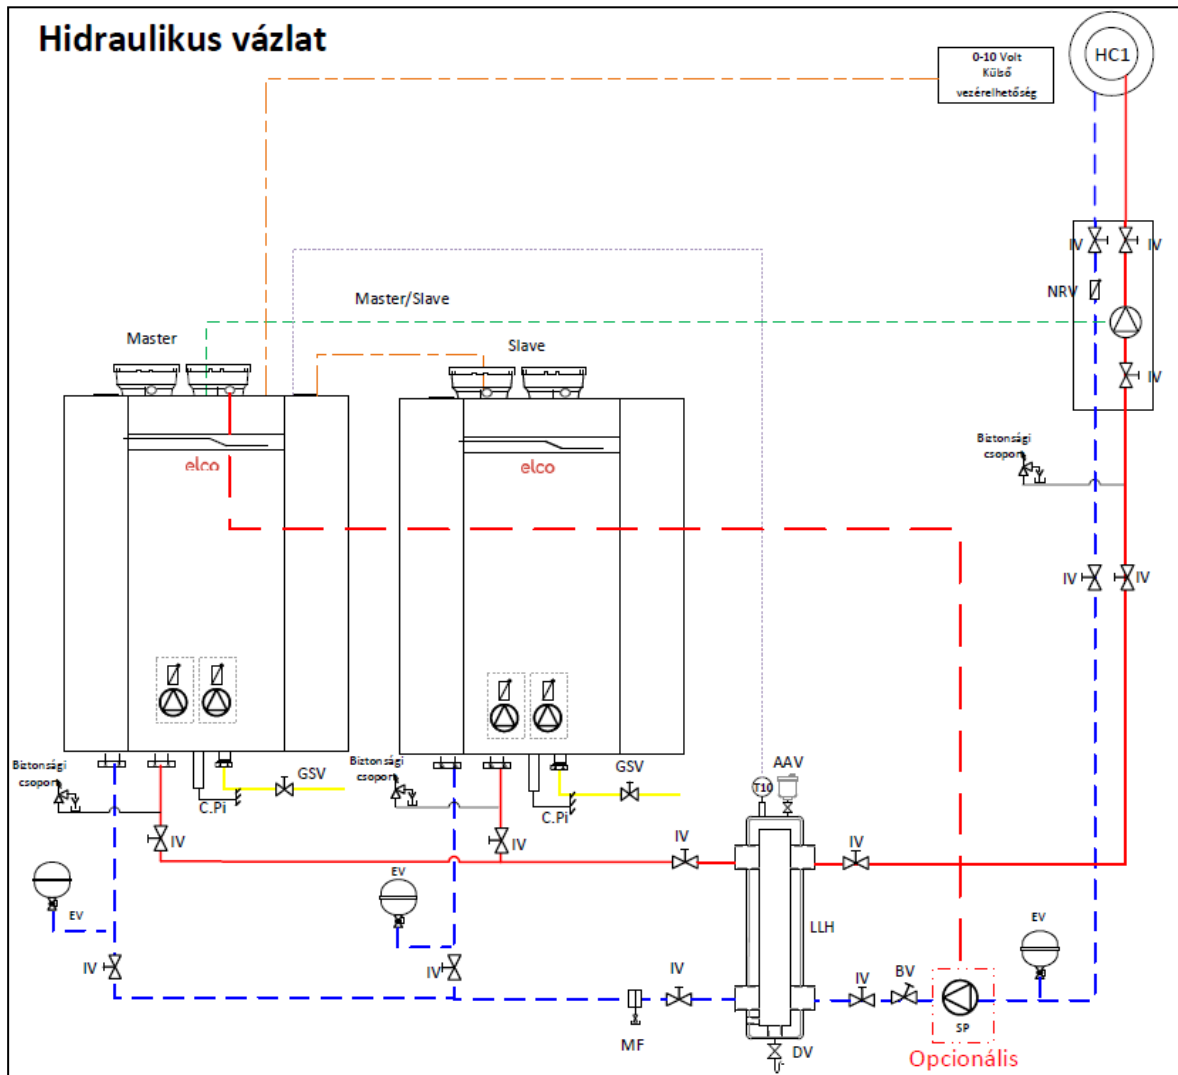 Hidraulikus vázlat
0-10 Volt
Külső
vezérelhetőség
HC1
IV
IV
NRV
IV
Master/Slave
Master
Slave
elco
elco
Biztonsági
csoport
IV
IV
Biztonsági
csoport
GSV
C.Pi
IV
Biztonsági
csoport
GSV
C.Pi
IV
T10
AAV
IV
IV
EV
EV
LLH
EV
IV
IV
IV
IV
BV
MF
DV
SP
Opcionális